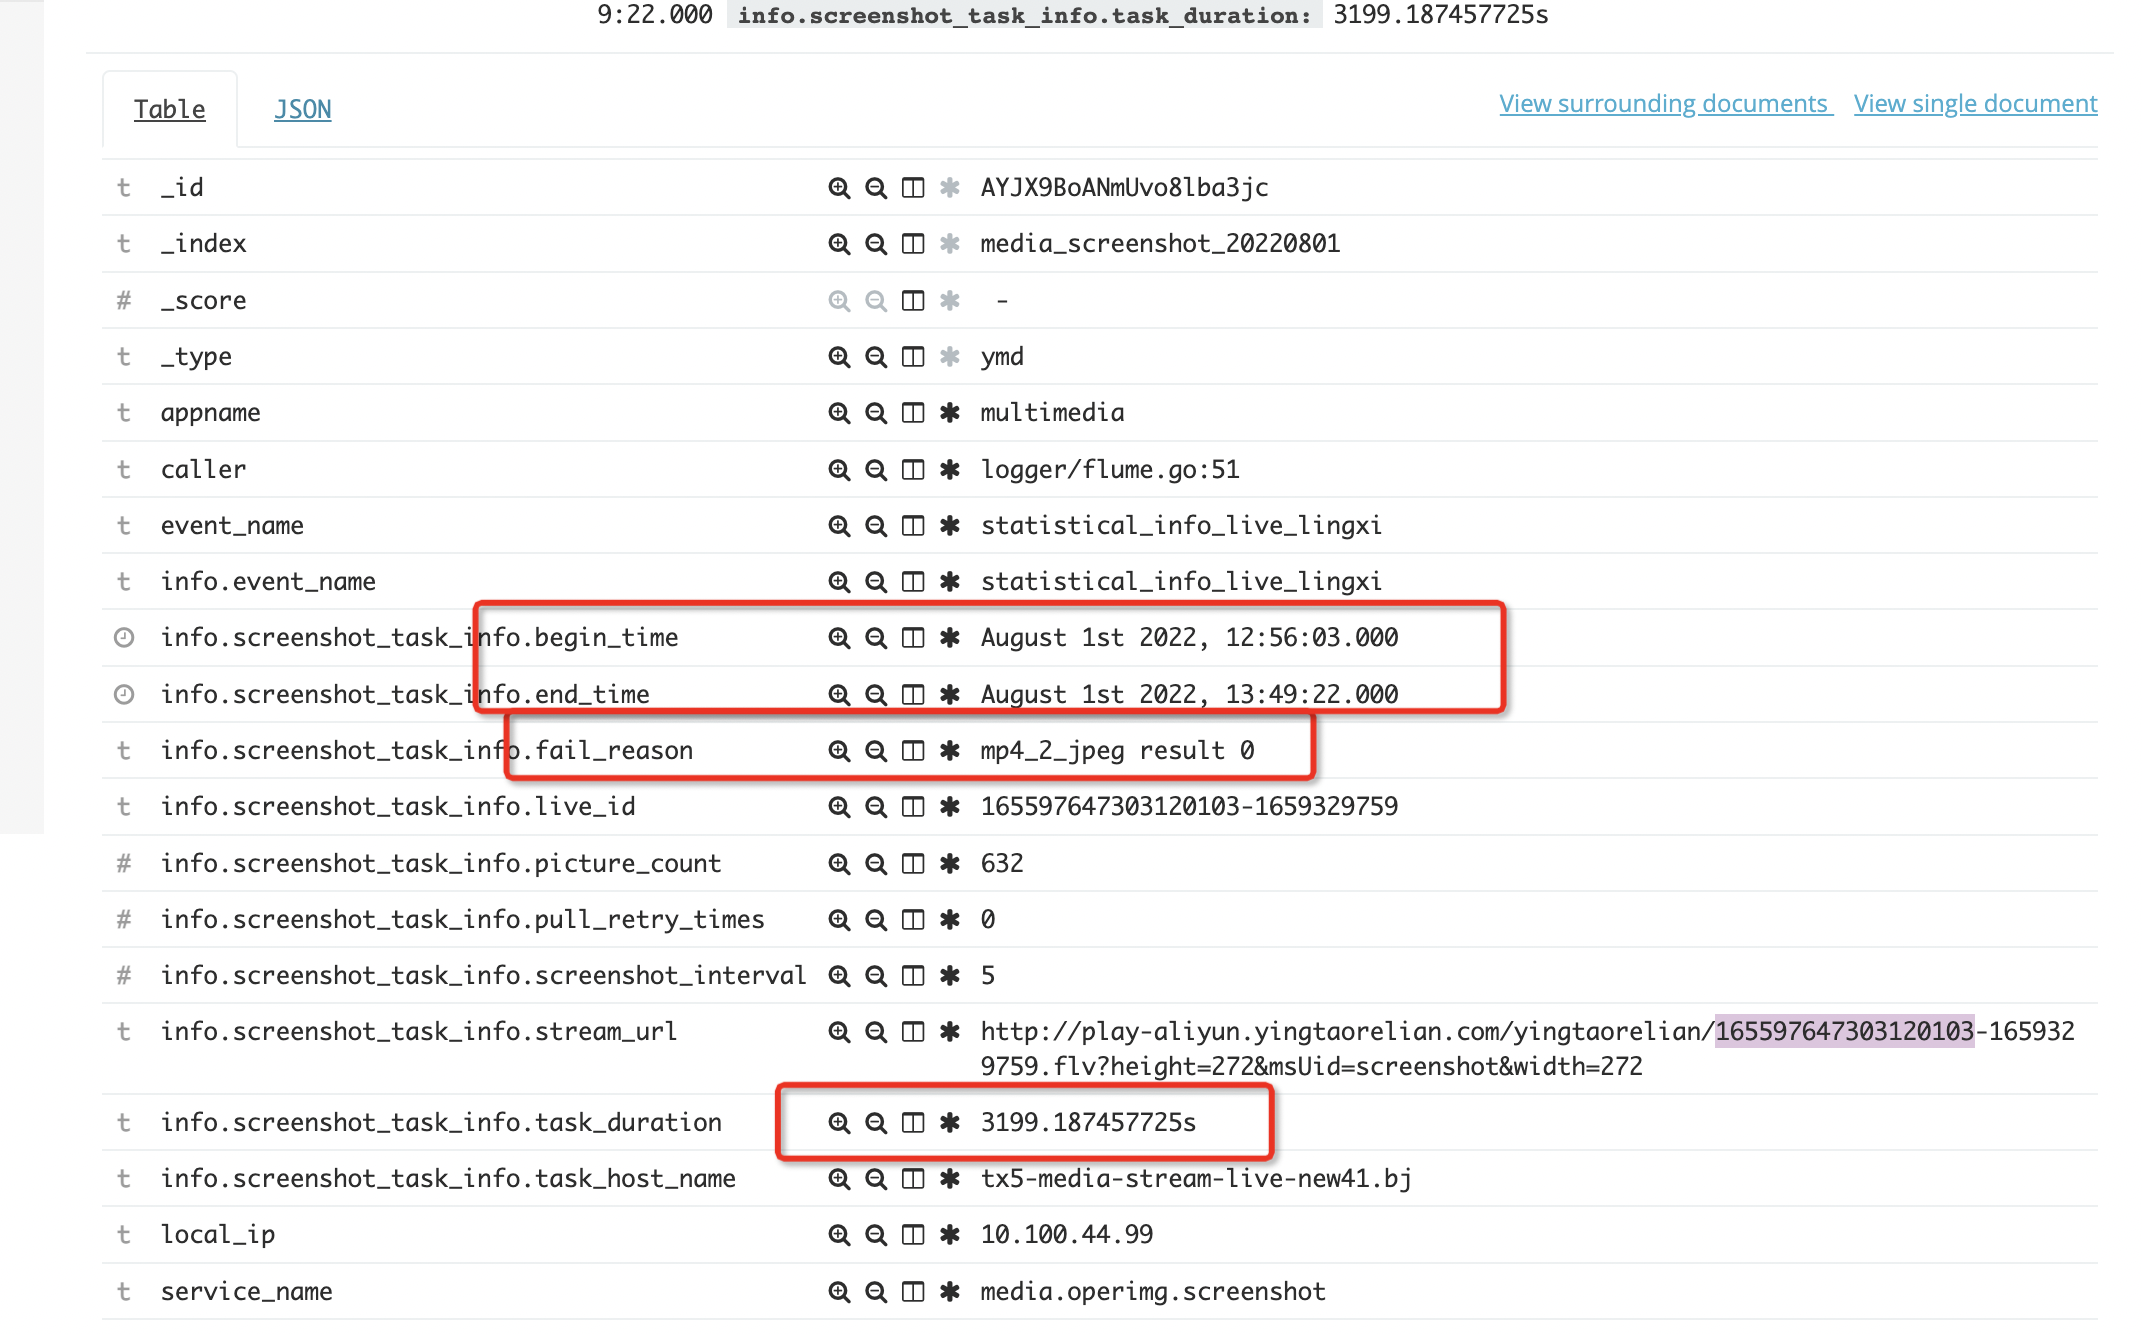 9:22.000 info.screenshot_task_info.task_duration: 3199.187457725s
Table JSON View surrounding documents View single document
t _id AYJX9BoANmUvo8lba3jc
t _index media_screenshot_20220801
# _score -
t _type ymd
t appname multimedia
t caller logger/flume.go:51
t event_name statistical_info_live_lingxi
t info.event_name statistical_info_live_lingxi
info.screenshot_task_info.begin_time August 1st 2022, 12:56:03.000
info.screenshot_task_info.end_time August 1st 2022, 13:49:22.000
t info.screenshot_task_info.fail_reason mp4_2_jpeg result 0
t info.screenshot_task_info.live_id 165597647303120103-1659329759
# info.screenshot_task_info.picture_count 632
# info.screenshot_task_info.pull_retry_times 0
# info.screenshot_task_info.screenshot_interval 5
t info.screenshot_task_info.stream_url http://play-aliyun.yingtaorelian.com/yingtaorelian/165597647303120103-165932
9759.flv?height=272&msUid=screenshot&width=272
t info.screenshot_task_info.task_duration 3199.187457725s
t info.screenshot_task_info.task_host_name tx5-media-stream-live-new41.bj
t local_ip 10.100.44.99
t service_name media.operimg.screenshot